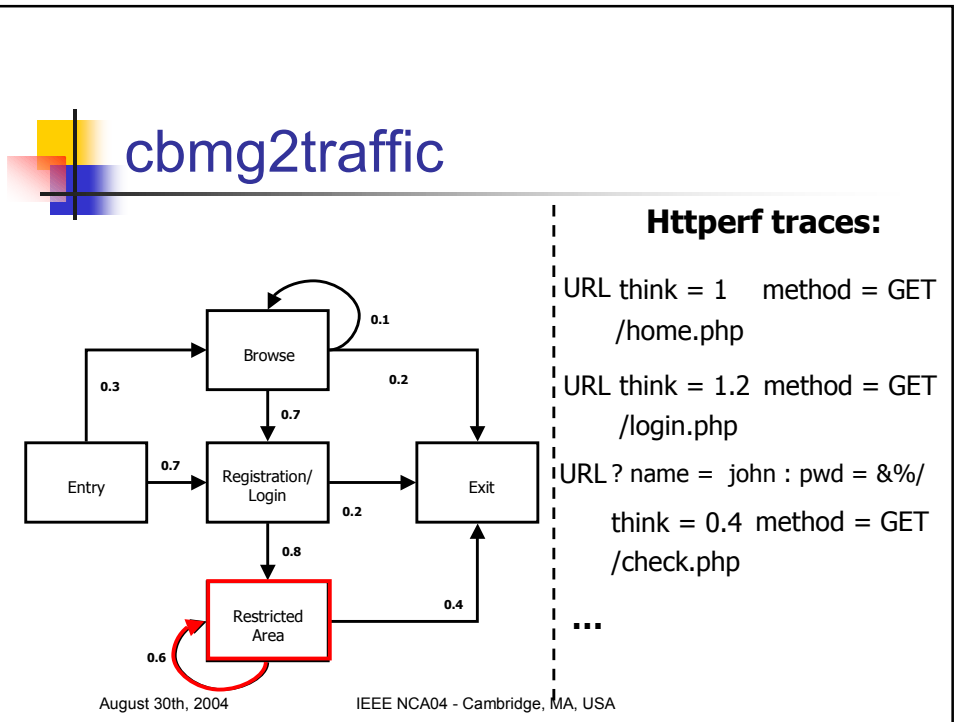 cbmg2traffic
Httperf traces:
URL think = 1 method = GET
/home.php
URL think = 1.2 method = GET
/login.php
URL ? name = john : pwd = &%/
think = 0.4 method = GET
/check.php
...
0.1
Browse
0.3
0.2
0.7
Entry
0.7
Registration/
Login
0.2
Exit
0.8
Restricted
Area
0.4
0.6
August 30th, 2004
IEEE NCA04 - Cambridge, MA, USA